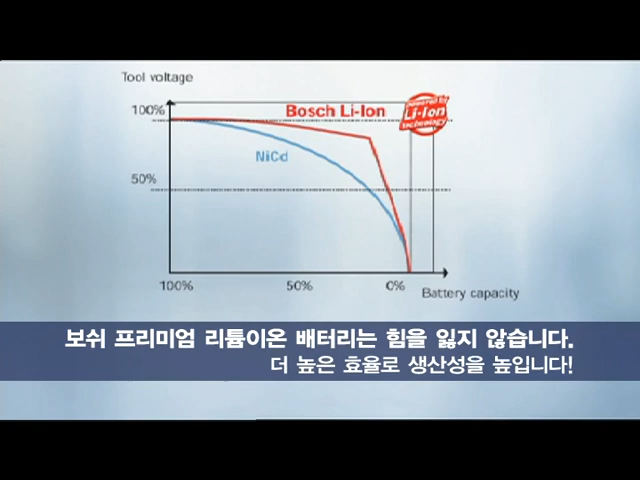 Tool voltage
100%
Bosch Li-Ion
powered by
Li-Ion
technology
NiCd
50%
100%
50%
0%
Battery capacity
보쉬 프리미엄 리튬이온 배터리는 힘을 잃지 않습니다.
더 높은 효율로 생산성을 높입니다!